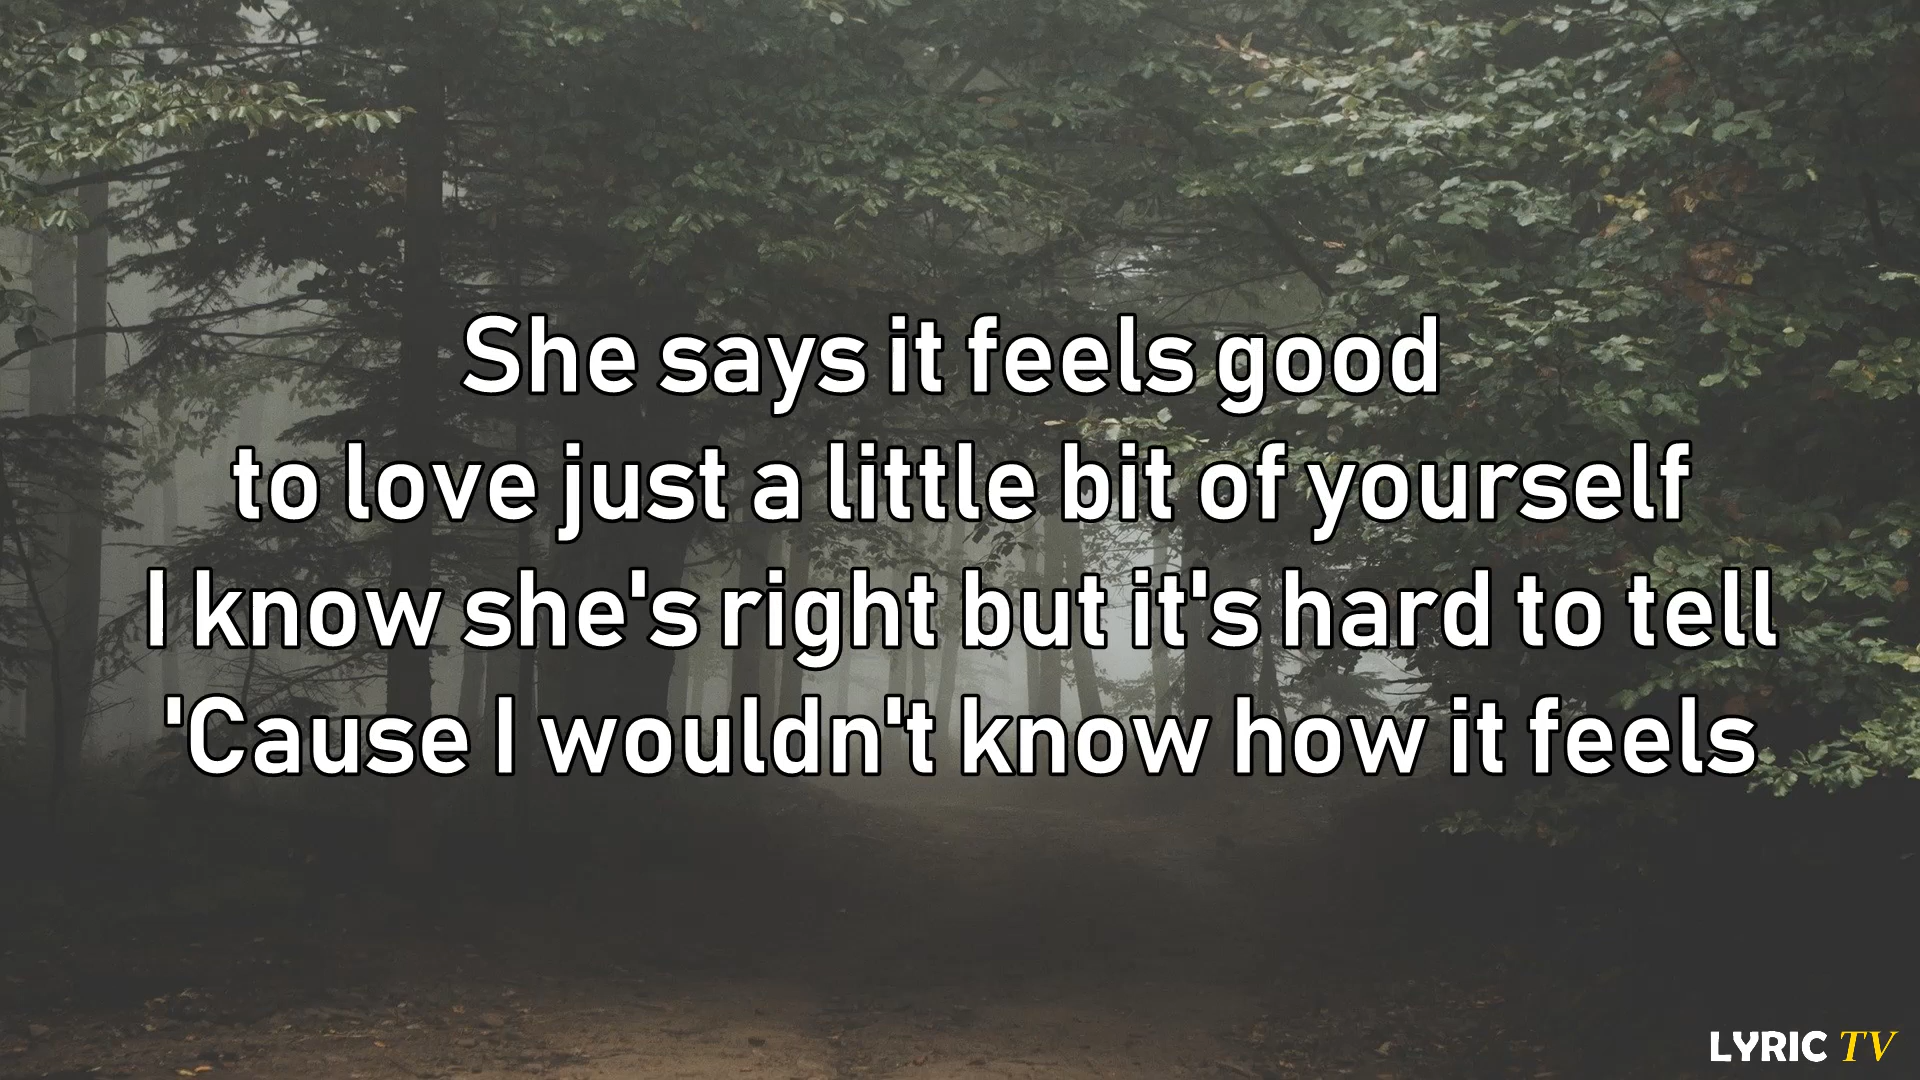 She says it feels good
to love just a little bit of yourself
I know she's right but it's hard to tell
'Cause I wouldn't know how it feels
LYRIC TV